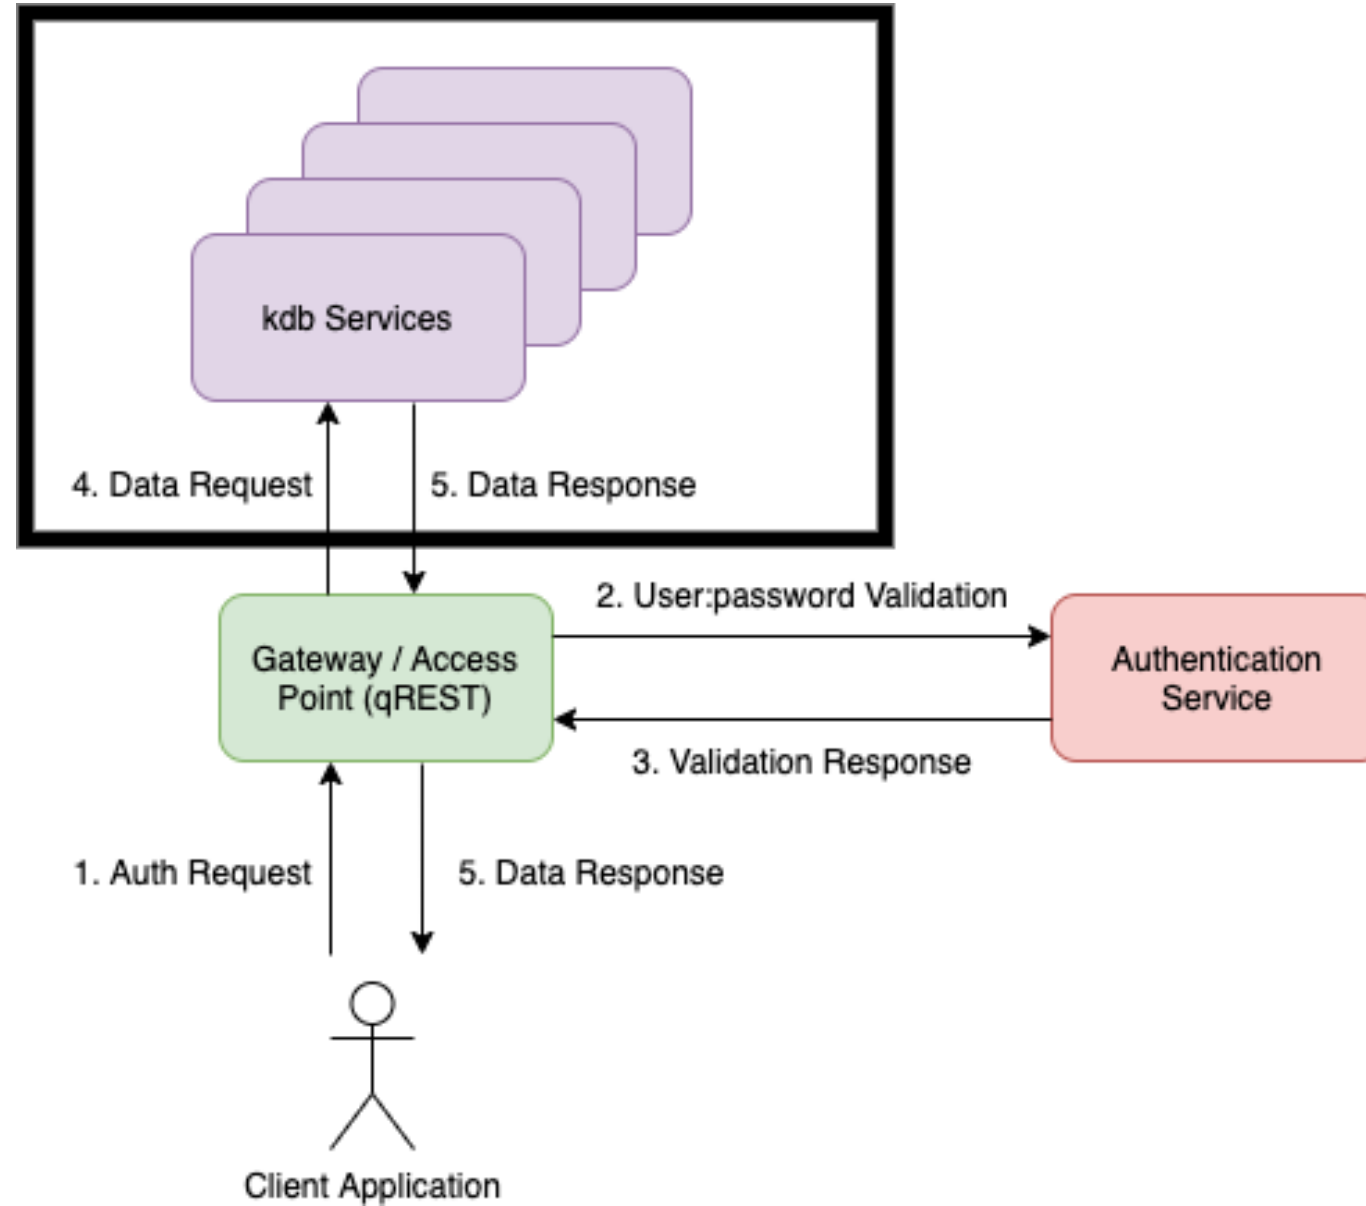 kdb Services
4. Data Request
5. Data Response
2. User:password Validation
Gateway / Access
Point (qREST)
Authentication
Service
3. Validation Response
1. Auth Request
5. Data Response
Client Application